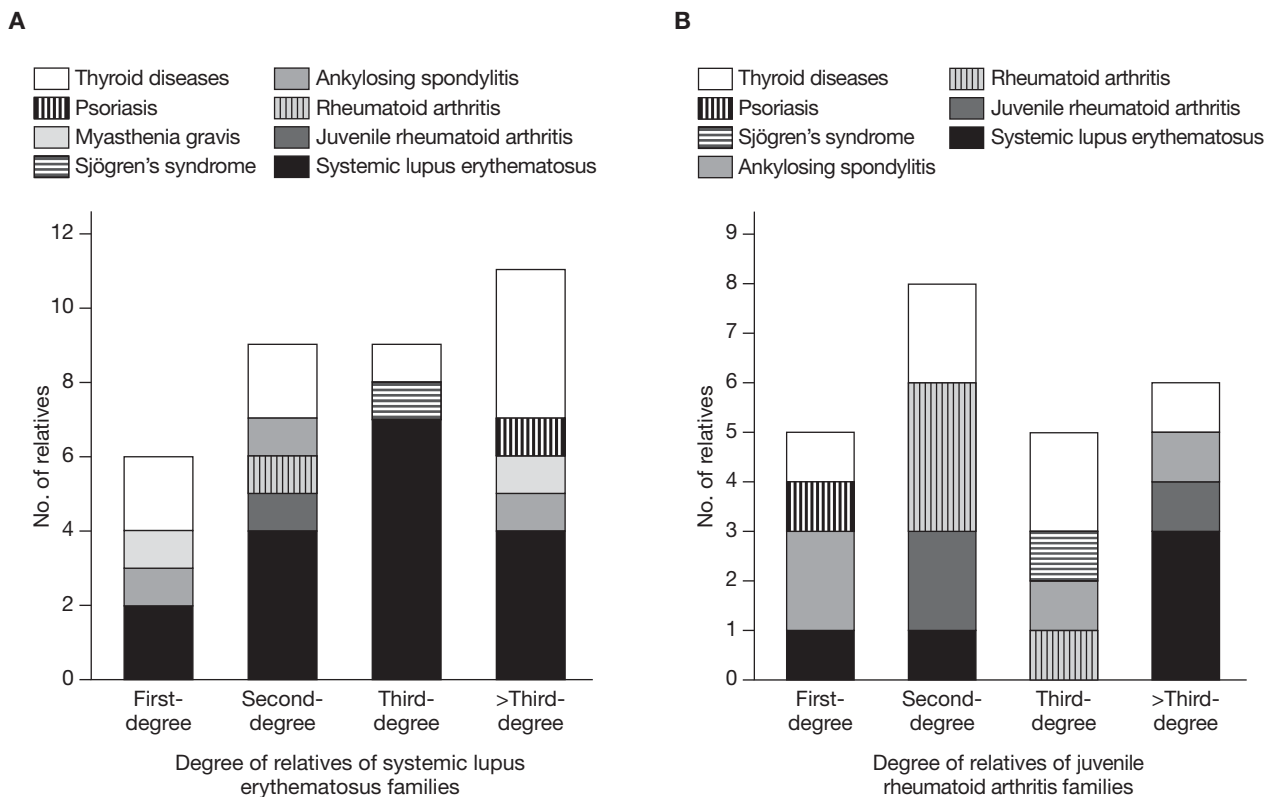 A
Thyroid diseases
Psoriasis
Myasthenia gravis
Sjögren's syndrome
Ankylosing spondylitis
Rheumatoid arthritis
Juvenile rheumatoid arthritis
Systemic lupus erythematosus
No. of relatives
12
10
8
6
4
2
0
First-
degree
Second-
degree
Third-
degree
>Third-
degree
Degree of relatives of systemic lupus
erythematosus families
B
Thyroid diseases
Psoriasis
Sjögren's syndrome
Ankylosing spondylitis
Rheumatoid arthritis
Juvenile rheumatoid arthritis
Systemic lupus erythematosus
No. of relatives
9
8
7
6
5
4
3
2
1
0
First-
degree
Second-
degree
Third-
degree
>Third-
degree
Degree of relatives of juvenile
rheumatoid arthritis families